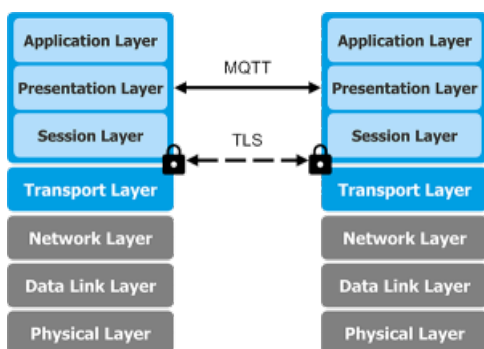 Application Layer
Presentation Layer
Session Layer
Transport Layer
Network Layer
Data Link Layer
Physical Layer
MQTT
TLS
Application Layer
Presentation Layer
Session Layer
Transport Layer
Network Layer
Data Link Layer
Physical Layer